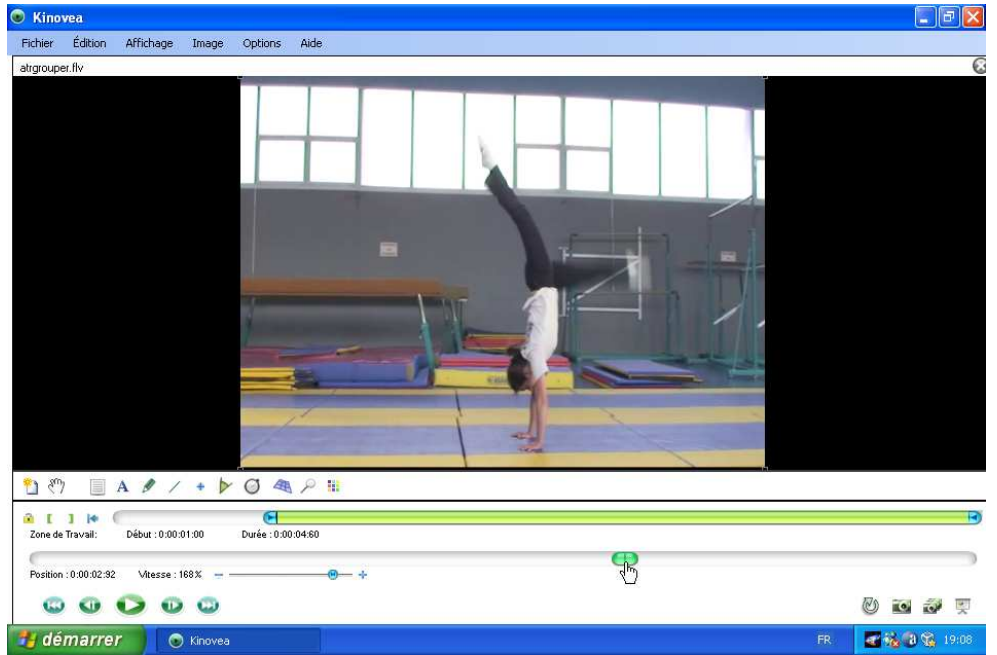 Kinovea
Fichier Édition Affichage Image Options Aide
atrgrouper.flv
Zone de Travail: Début : 0:00:01:00 Durée : 0:00:04:60
Position : 0:00:02:92 Vitesse : 168% 
démarrer Kinovea FR 19:08